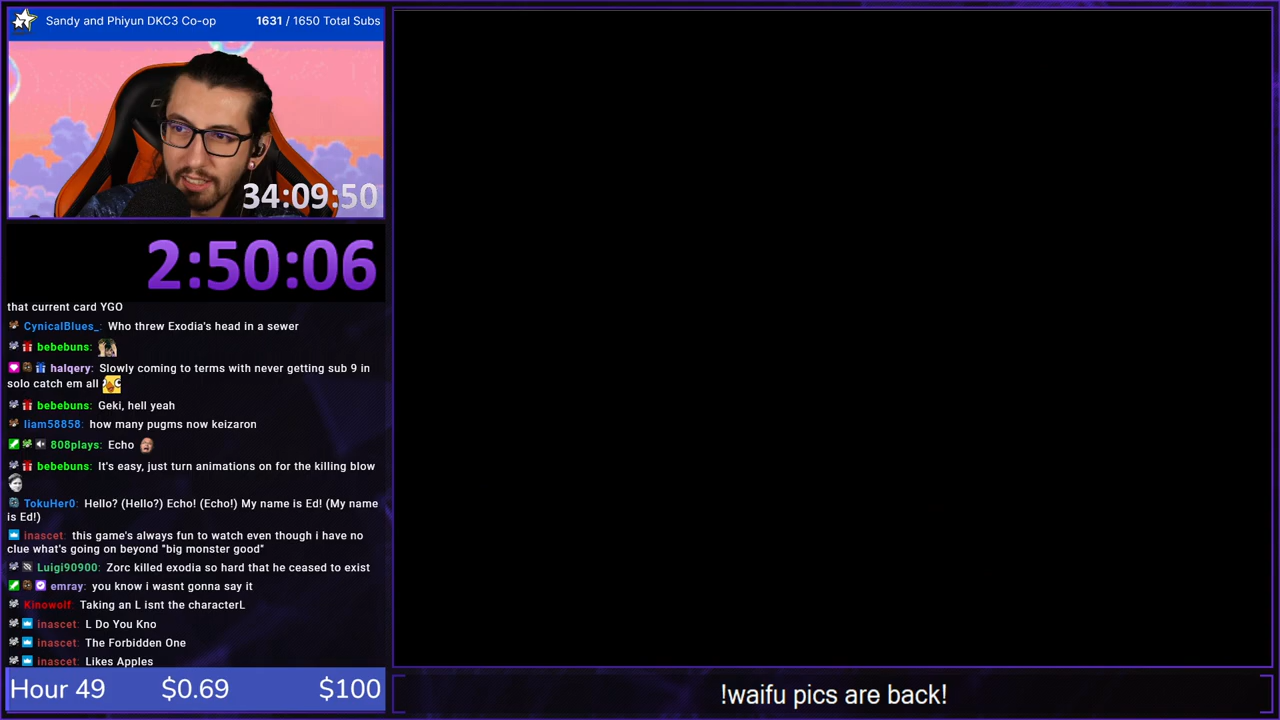 Sandy and Phiyun DKC3 Co-op 1631 / 1650 Total Subs
34:09:50
2:50:06
that current card YGO
CynicalBlues_: Who threw Exodia's head in a sewer
bebebuns:
halqery: Slowly coming to terms with never getting sub 9 in
solo catch em all
bebebuns: Geki, hell yeah
liam58858: how many pugms now keizaron
808plays: Echo
bebebuns: It's easy, just turn animations on for the killing blow
TokuHer0: Hello? (Hello?) Echo! (Echo!) My name is Ed! (My name
is Ed!)
inascet: this game's always fun to watch even though i have no
clue what's going on beyond "big monster good"
Luigi90900: Zorc killed exodia so hard that he ceased to exist
emray: you know i wasnt gonna say it
Kinowolf: Taking an L isnt the characterL
inascet: L Do You Kno
inascet: The Forbidden One
inascet: Likes Apples
Hour 49 $0.69 $100
!waifu pics are back!